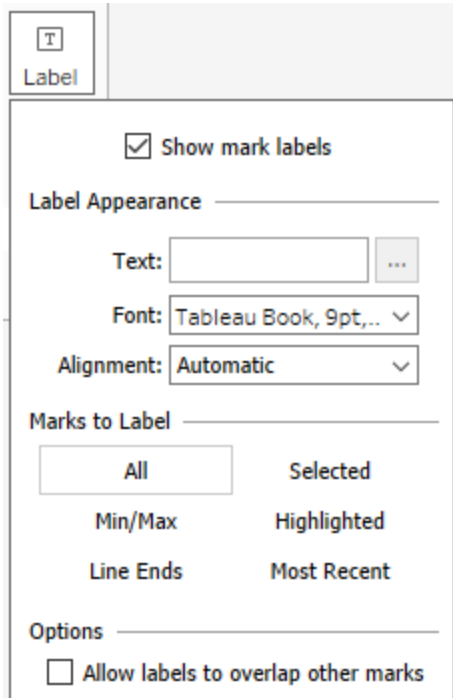 T
Label
Show mark labels
Label Appearance
Text: ...
Font: Tableau Book, 9pt,..
Alignment: Automatic
Marks to Label
All Selected
Min/Max Highlighted
Line Ends Most Recent
Options
Allow labels to overlap other marks